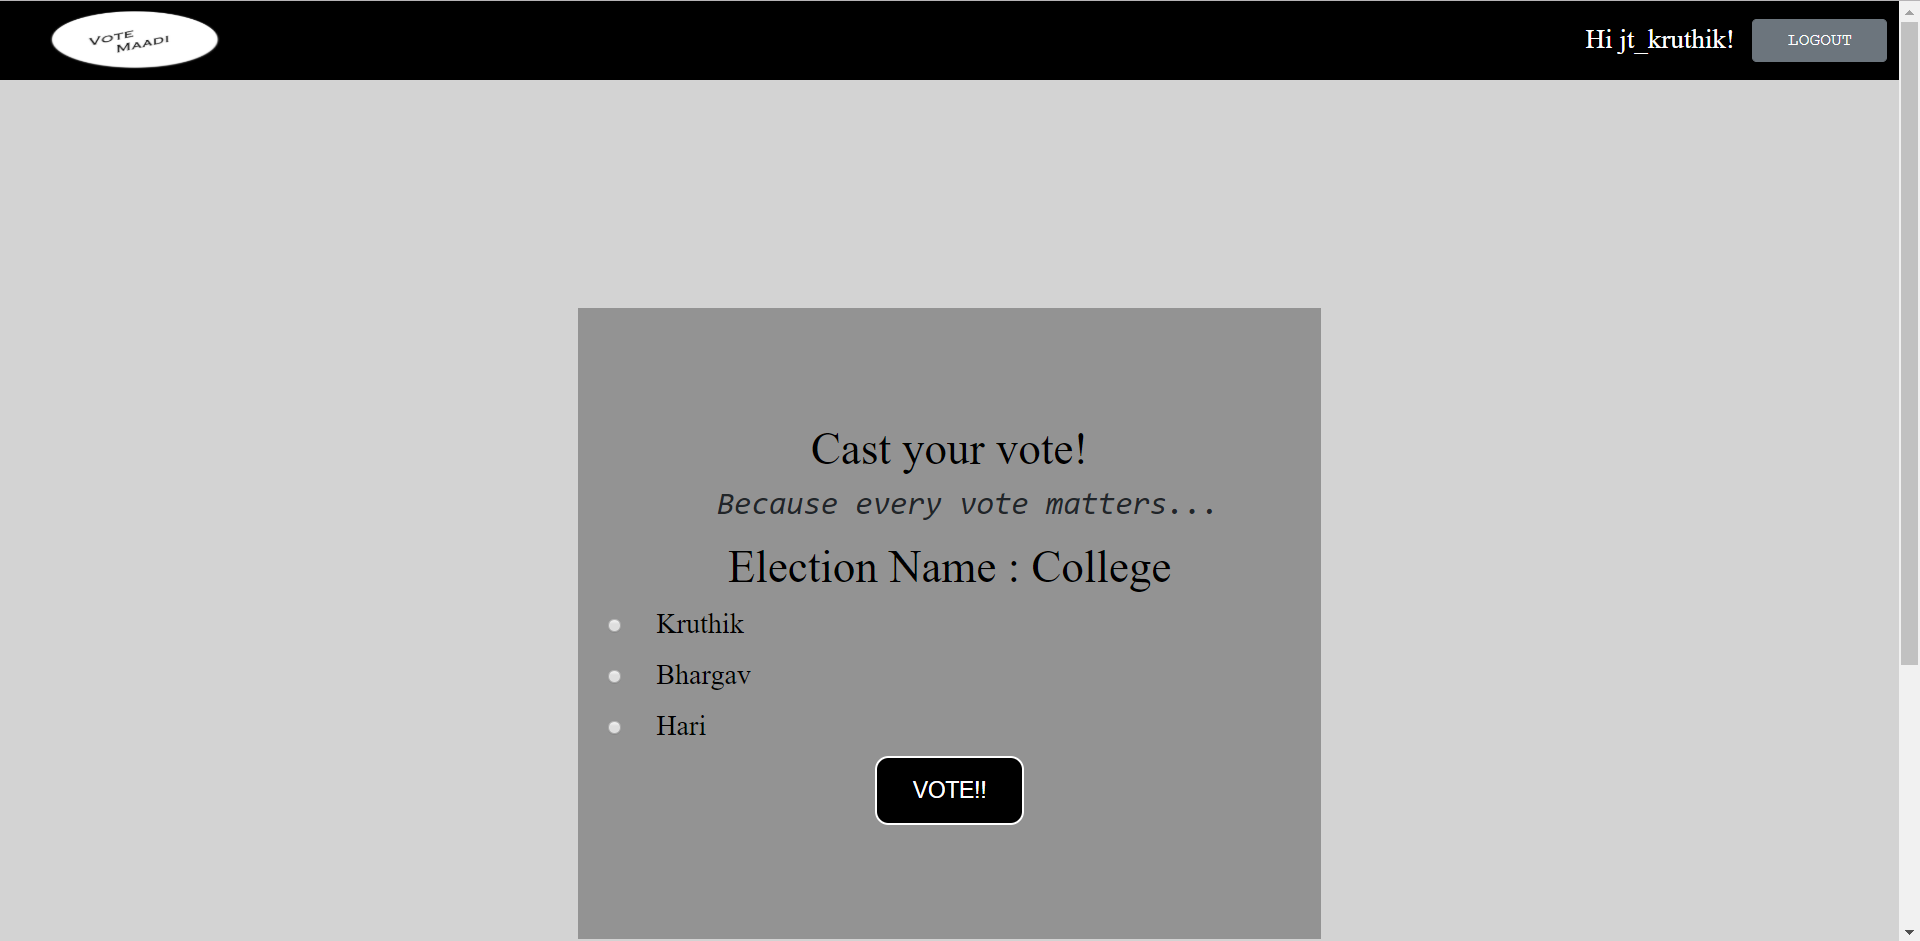 VOTE
MAADI
Hi jt_kruthik!
LOGOUT
Cast your vote!
Because every vote matters...
Election Name : College
Kruthik
Bhargav
Hari
VOTE!!